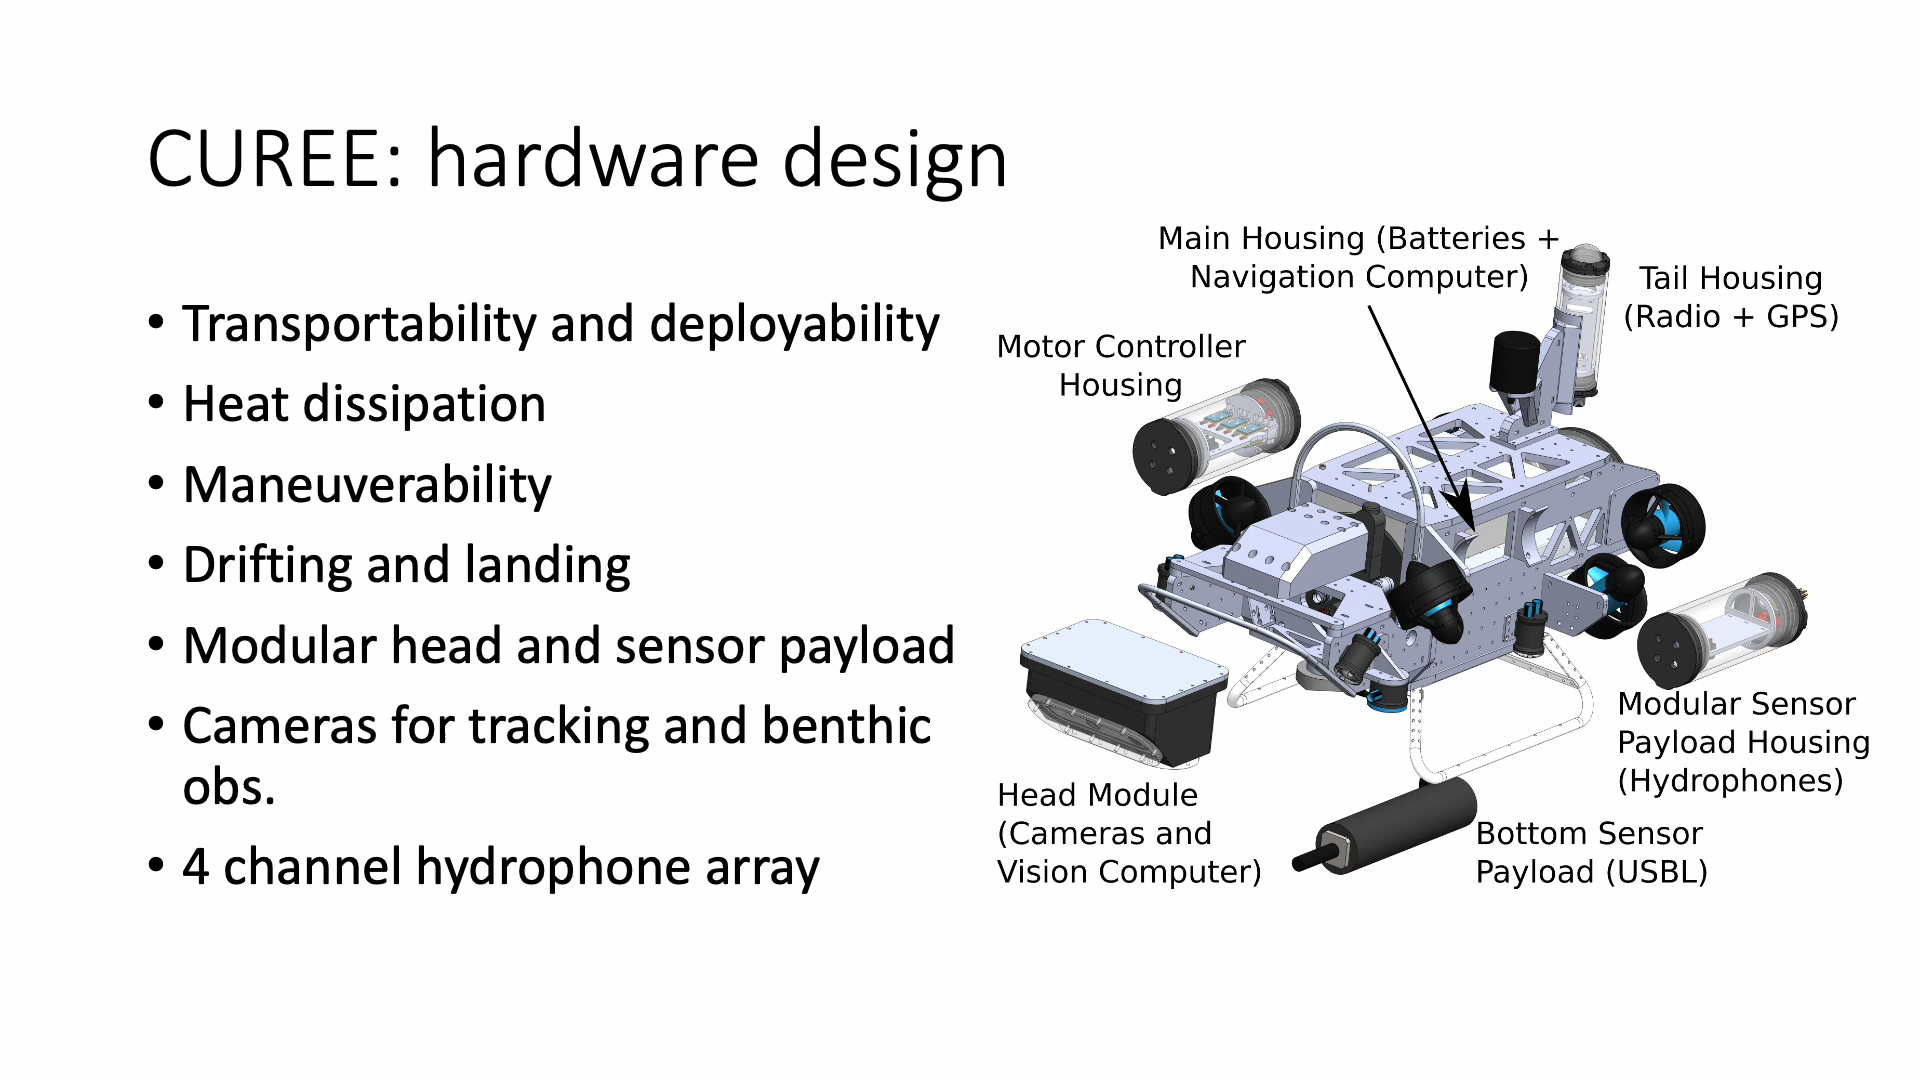 CUREE: hardware design
• Transportability and deployability
• Heat dissipation
• Maneuverability
• Drifting and landing
• Modular head and sensor payload
• Cameras for tracking and benthic
obs.
• 4 channel hydrophone array
Main Housing (Batteries +
Navigation Computer)
Tail Housing
(Radio + GPS)
Motor Controller
Housing
Modular Sensor
Payload Housing
(Hydrophones)
Head Module
(Cameras and
Vision Computer)
Bottom Sensor
Payload (USBL)